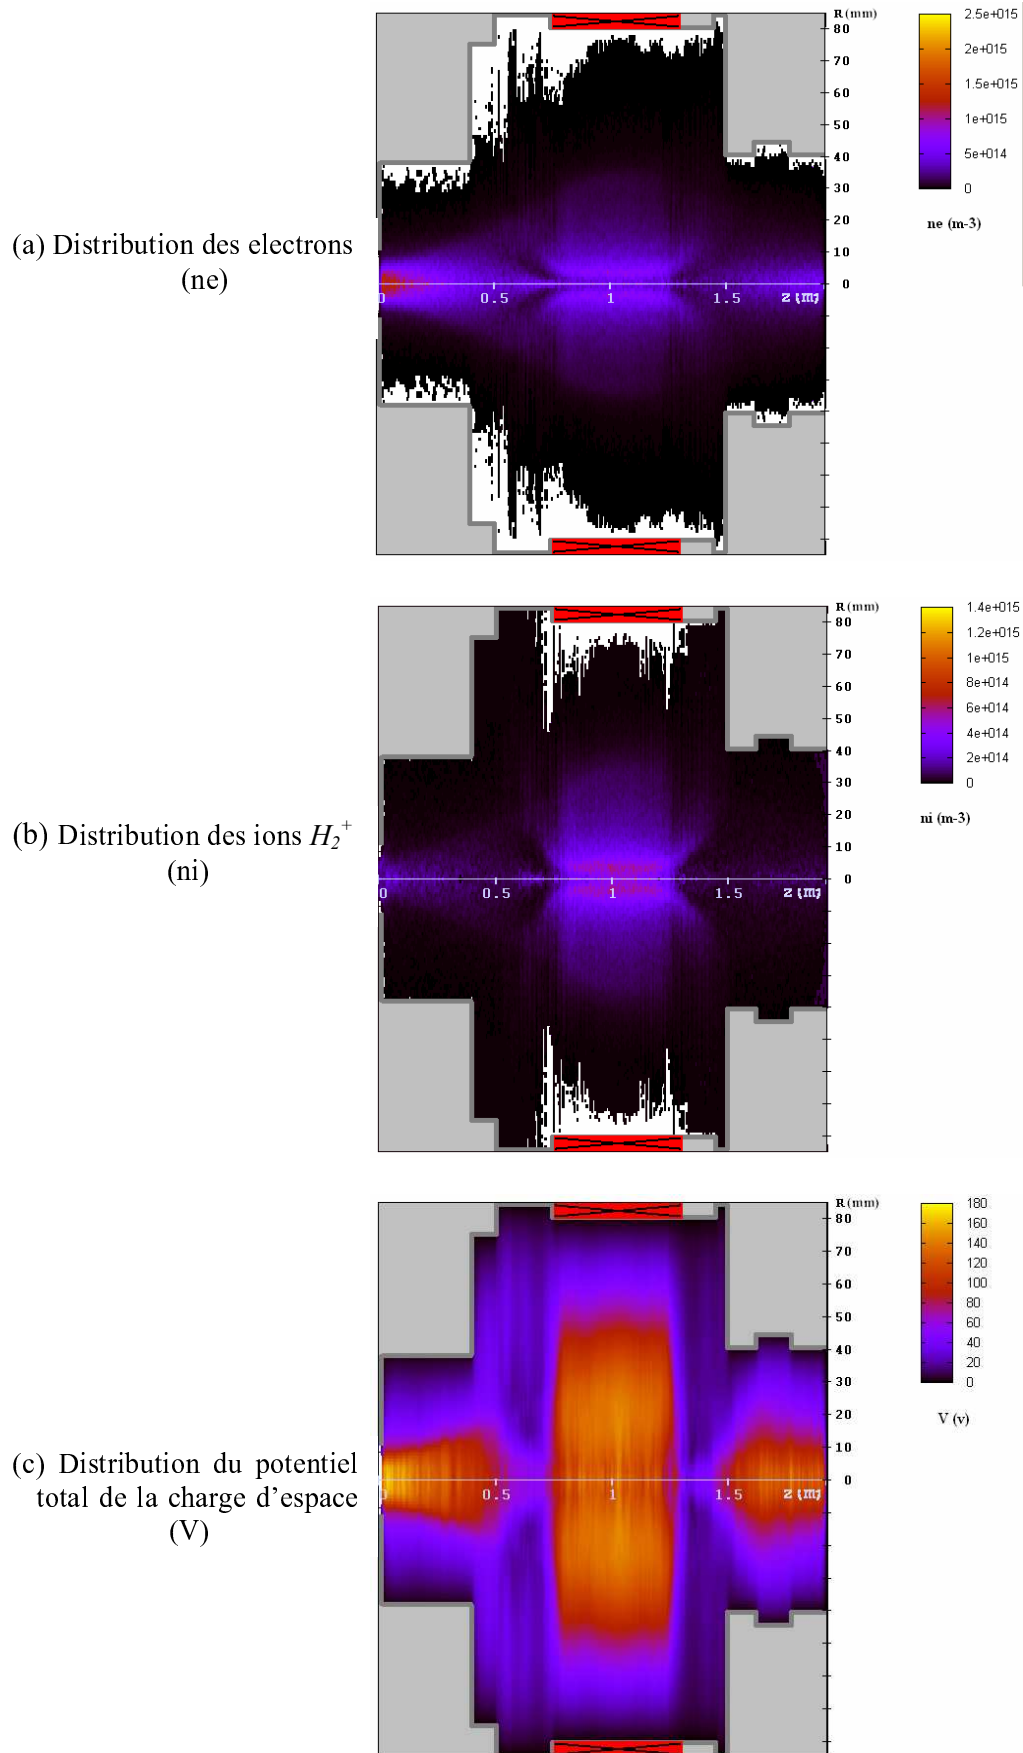 R (mm)
80
70
60
50
40
30
20
10
0
0
0.5
1
1.5
Z (m)
2.5e+015
2e+015
1.5e+015
1e+015
5e+014
0
ne (m-3)
(a) Distribution des electrons
(ne)
R (mm)
80
70
60
50
40
30
20
10
0
0
0.5
1
1.5
Z (m)
1.4e+015
1.2e+015
1e+015
8e+014
6e+014
4e+014
2e+014
0
ni (m-3)
(b) Distribution des ions H₂⁺
(ni)
R (mm)
80
70
60
50
40
30
20
10
0
0
0.5
1
1.5
Z (m)
180
160
140
120
100
80
60
40
20
0
V (v)
(c) Distribution du potentiel
total de la charge d'espace
(V)